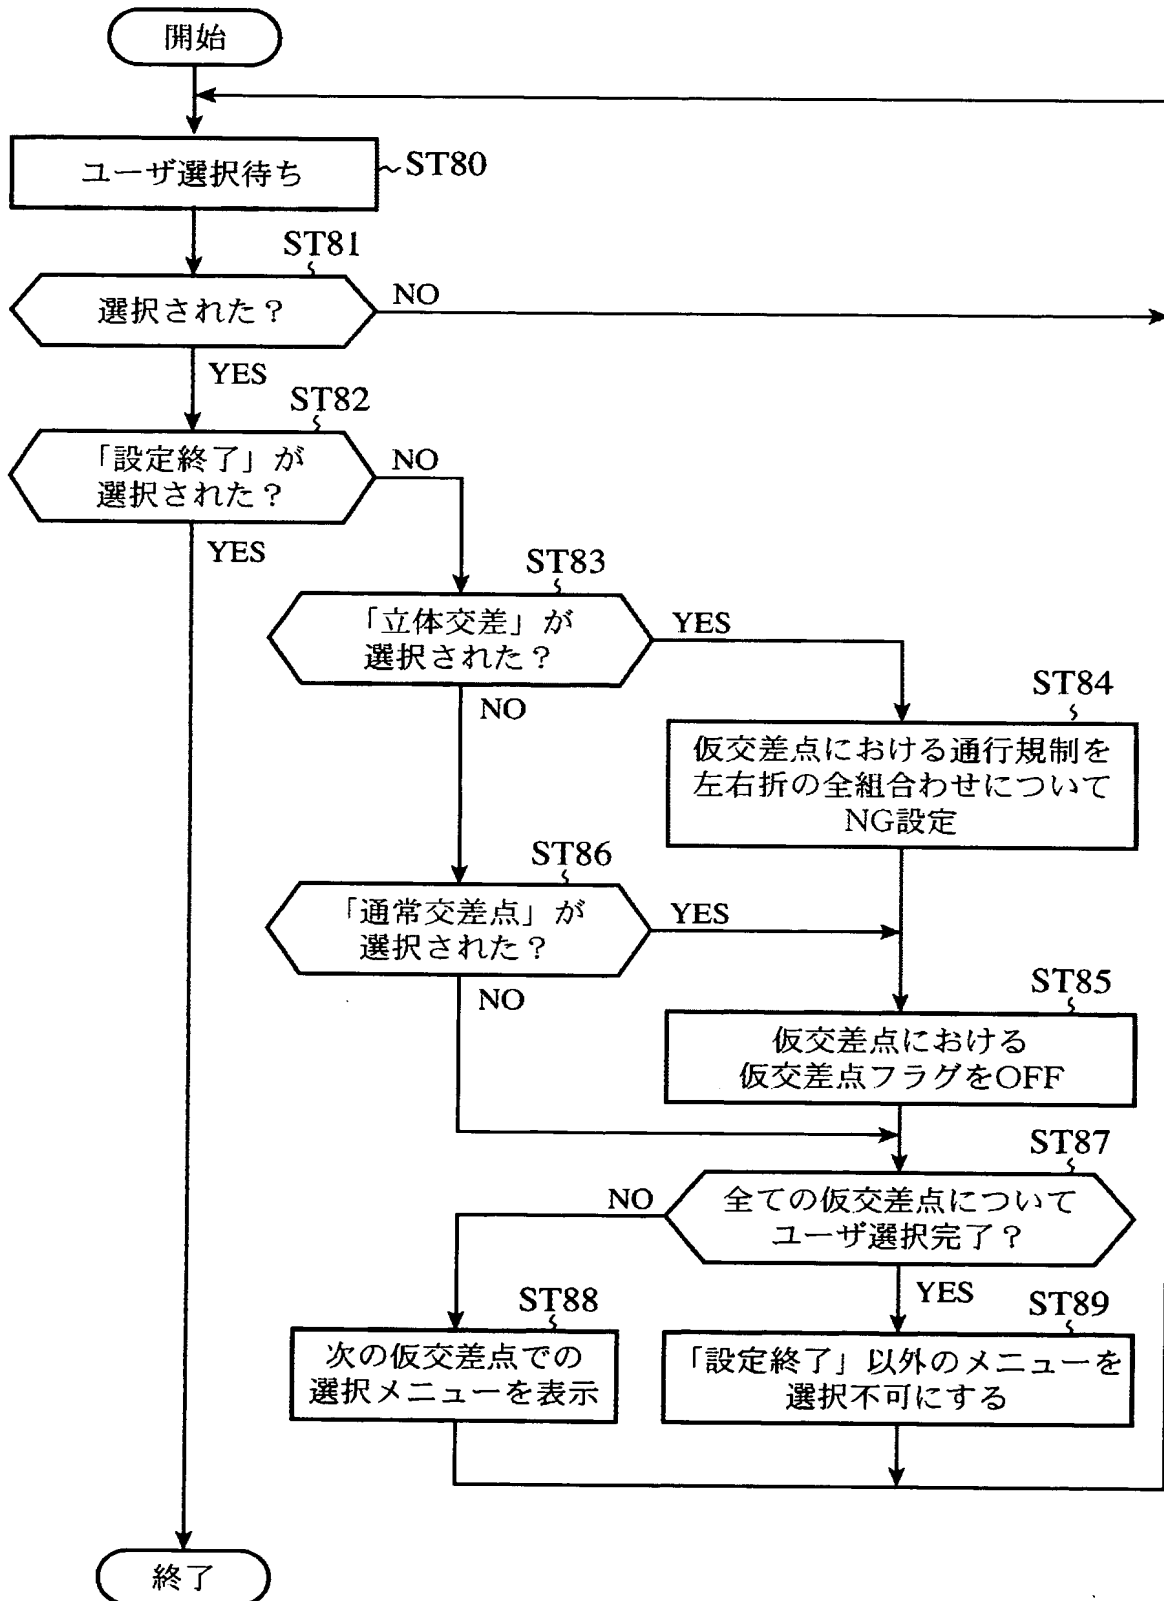 開始
ユーザ選択待ち
ST80
ST81
選択された？
NO
YES
ST82
「設定終了」が
選択された？
NO
YES
ST83
「立体交差」が
選択された？
YES
NO
ST84
仮交差点における通行規制を
左右折の全組合わせについて
NG設定
ST86
「通常交差点」が
選択された？
YES
NO
ST85
仮交差点における
仮交差点フラグをOFF
ST87
全ての仮交差点について
ユーザ選択完了？
NO
YES
ST88
次の仮交差点での
選択メニューを表示
ST89
「設定終了」以外のメニューを
選択不可にする
終了